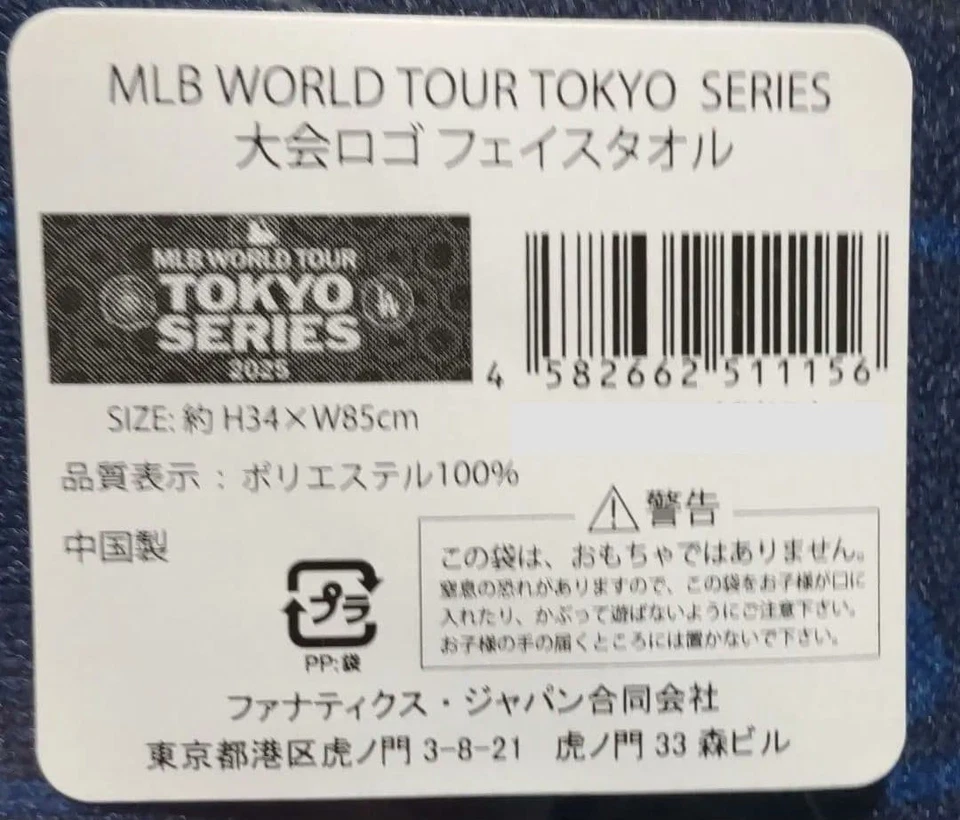 MLB WORLD TOUR TOKYO SERIES
大会ロゴ フェイスタオル
MLB WORLD TOUR
TOKYO
SERIES
2025
LA
4 582662 511156
SIZE: 約 H34×W85cm
品質表示 : ポリエステル100%
中国製
プラ
PP:袋
⚠警告
この袋は、おもちゃではありません。
窒息の恐れがありますので、この袋をお子様が口に
入れたり、かぶって遊ばないようにご注意下さい。
お子様の手の届くところには置かないで下さい。
ファナティクス・ジャパン合同会社
東京都港区虎ノ門 3-8-21 虎ノ門 33 森ビル